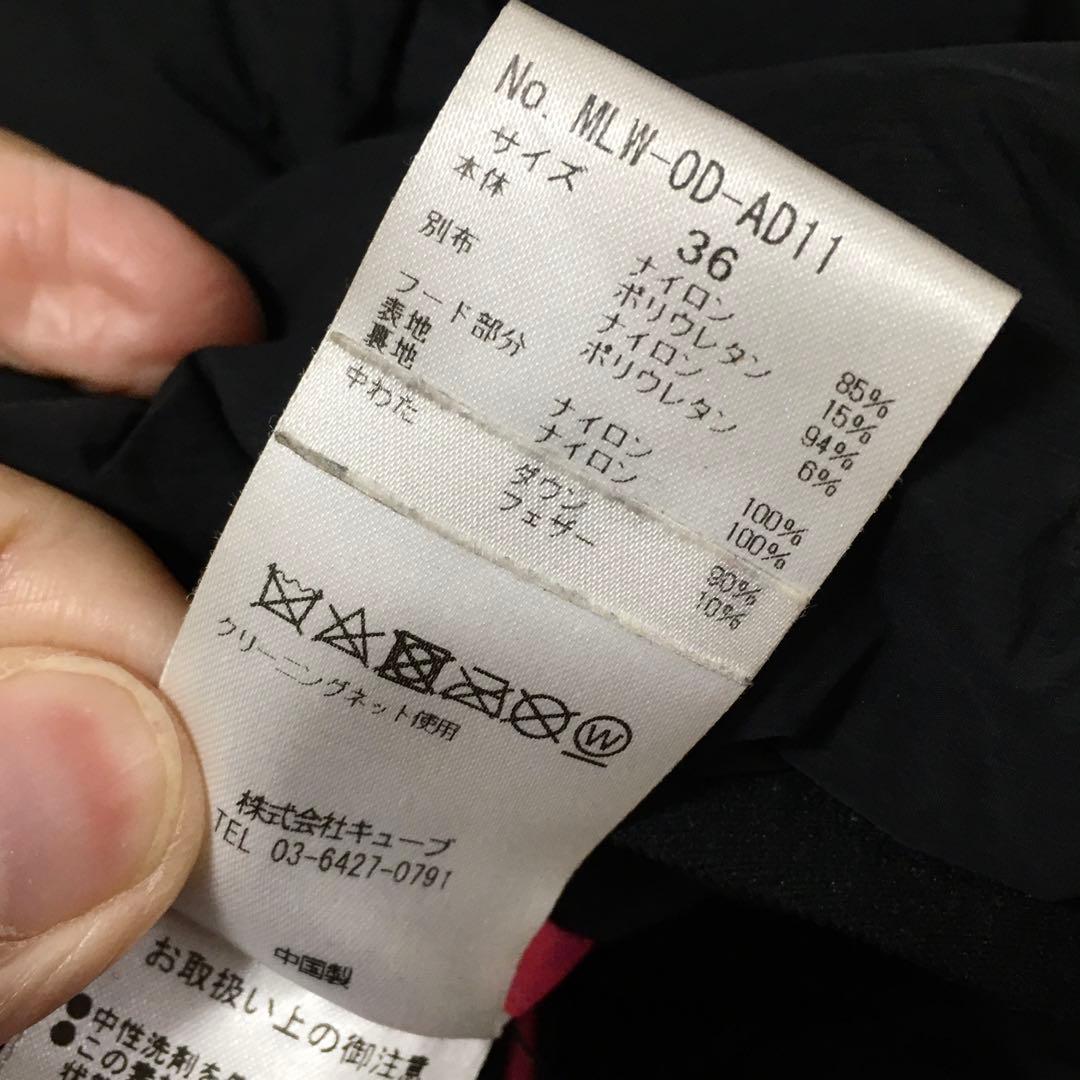 No. MLW-OD-AD11
サイズ 36
本体 ナイロン 85%
ポリウレタン 15%
別布 ナイロン 94%
ポリウレタン 6%
フード部分
表地 ナイロン 100%
裏地 ナイロン 100%
中わた ダウン 90%
フェザー 10%
W
クリーニングネット使用
株式会社キューブ
TEL 03-6427-0791
中国製
お取扱い上の御注意
●中性洗剤を
●この
状態